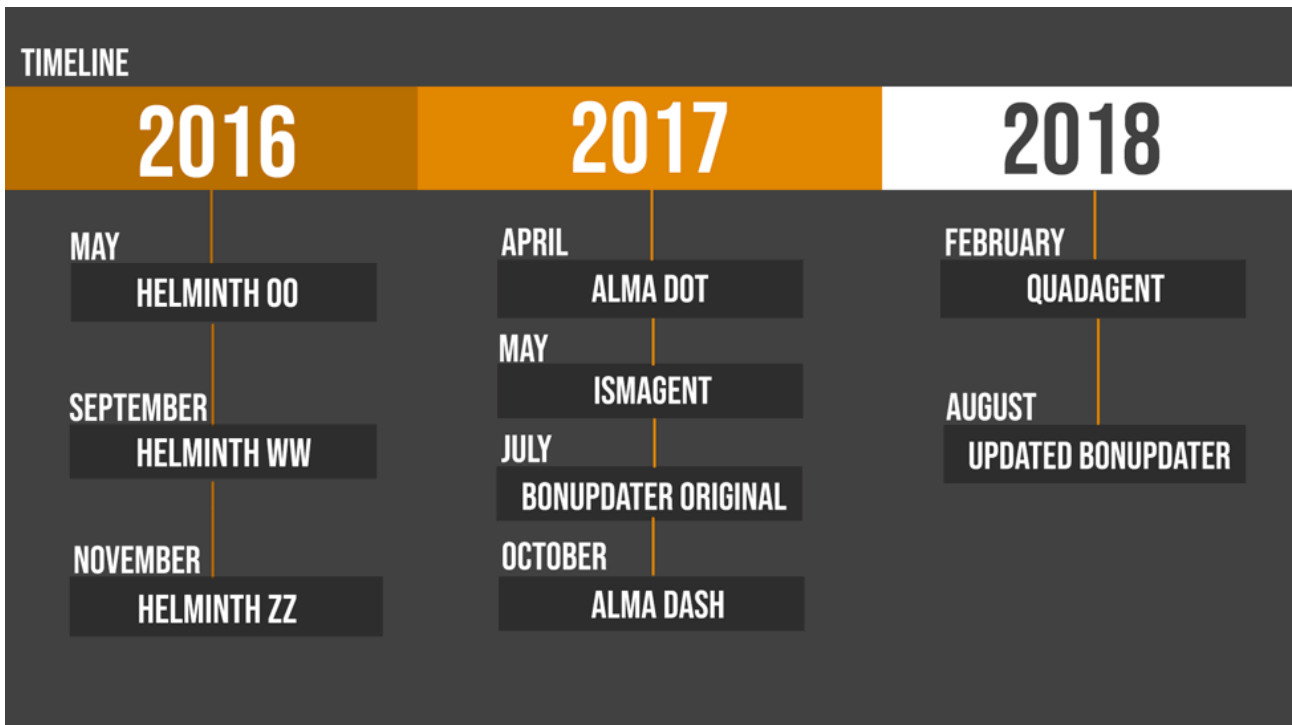 TIMELINE
2016
MAY
HELMINTH OO
SEPTEMBER
HELMINTH WW
NOVEMBER
HELMINTH ZZ
2017
APRIL
ALMA DOT
MAY
ISMAGENT
JULY
BONUPDATER ORIGINAL
OCTOBER
ALMA DASH
2018
FEBRUARY
QUADAGENT
AUGUST
UPDATED BONUPDATER